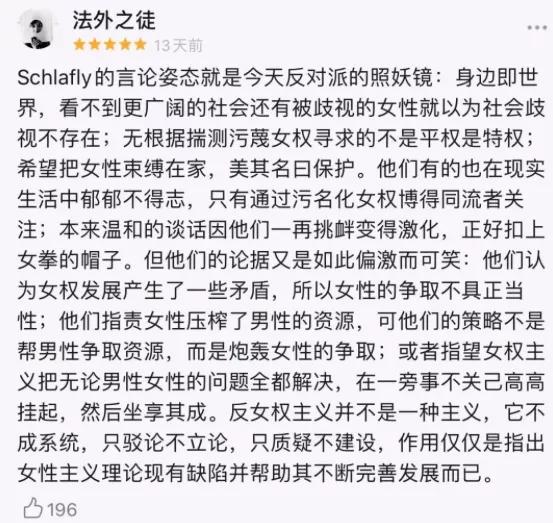 法外之徒
13天前
Schlafly的言论姿态就是今天反对派的照妖镜：身边即世
界，看不到更广阔的社会还有被歧视的女性就以为社会歧
视不存在；无根据揣测污蔑女权寻求的不是平权是特权；
希望把女性束缚在家，美其名曰保护。他们有的也在现实
生活中郁郁不得志，只有通过污名化女权博得同流者关
注；本来温和的谈话因他们一再挑衅变得激化，正好扣上
女拳的帽子。但他们的论据又是如此偏激而可笑：他们认
为女权发展产生了一些矛盾，所以女性的争取不具正当
性；他们指责女性压榨了男性的资源，可他们的策略不是
帮男性争取资源，而是炮轰女性的争取；或者指望女权主
义把无论男性女性的问题全都解决，在一旁事不关己高高
挂起，然后坐享其成。反女权主义并不是一种主义，它不
成系统，只驳论不立论，只质疑不建设，作用仅仅是指出
女性主义理论现有缺陷并帮助其不断完善发展而已。
196